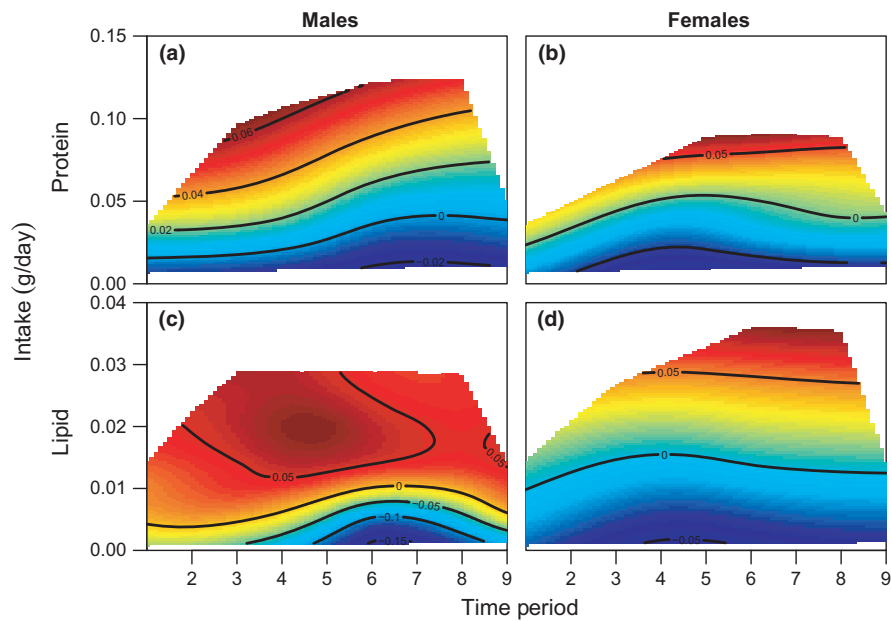 Males Females
(a)
(b)
0.15
0.10
0.05
0.00
Protein
0.06
0.04
0.02
0
−0.02
0.05
0
(c)
(d)
0.04
0.03
0.02
0.01
0.00
Lipid
0.05
0.05
0
−0.05
−0.1
−0.15
0.05
0
−0.05
Intake (g/day)
2 3 4 5 6 7 8 9 2 3 4 5 6 7 8 9
Time period